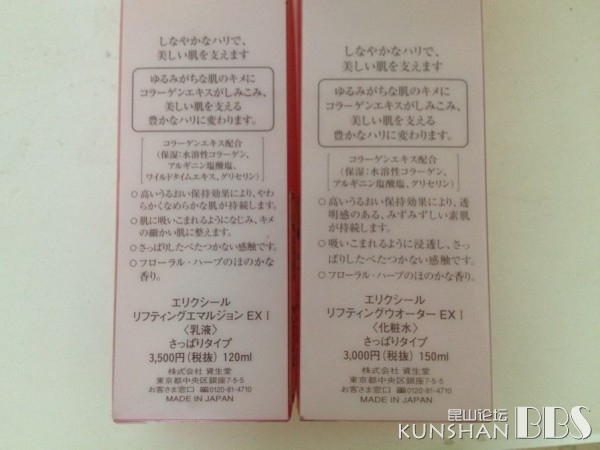 しなやかなハリで、
美しい肌を支えます
ゆるみがちな肌のキメに
コラーゲンエキスがしみこみ、
美しい肌を支える
豊かなハリに変わります。
コラーゲンエキス配合
(保湿:水溶性コラーゲン、
アルギニン塩酸塩、
ワイルドタイムエキス、グリセリン)
○高いうるおい保持効果により、やわ
らかくなめらかな肌が持続します。
○肌に吸いこまれるようになじみ、キメ
の細かい肌に整えます。
○さっぱりしたべたつかない感触です。
○フローラル・ハーブのほのかな
香り。
エリクシール
リフティングエマルジョン EX I
〈乳液〉
さっぱりタイプ
3,500円(税抜) 120ml
株式会社 資生堂
東京都中央区銀座7-5-5
お客さま窓口 0120-81-4710
MADE IN JAPAN
しなやかなハリで、
美しい肌を支えます
ゆるみがちな肌のキメに
コラーゲンエキスがしみこみ、
美しい肌を支える
豊かなハリに変わります。
コラーゲンエキス配合
(保湿:水溶性コラーゲン、
アルギニン塩酸塩、グリセリン)
○高いうるおい保持効果により、透
明感のある、みずみずしい素肌
が持続します。
○吸いこまれるように浸透し、さっ
ぱりしたべたつかない感触です。
○フローラル・ハーブのほのかな香り。
エリクシール
リフティングウオーター EX I
〈化粧水〉
さっぱりタイプ
3,000円(税抜) 150ml
株式会社 資生堂
東京都中央区銀座7-5-5
お客さま窓口 0120-81-4710
MADE IN JAPAN
昆山论坛
KUNSHAN BBS